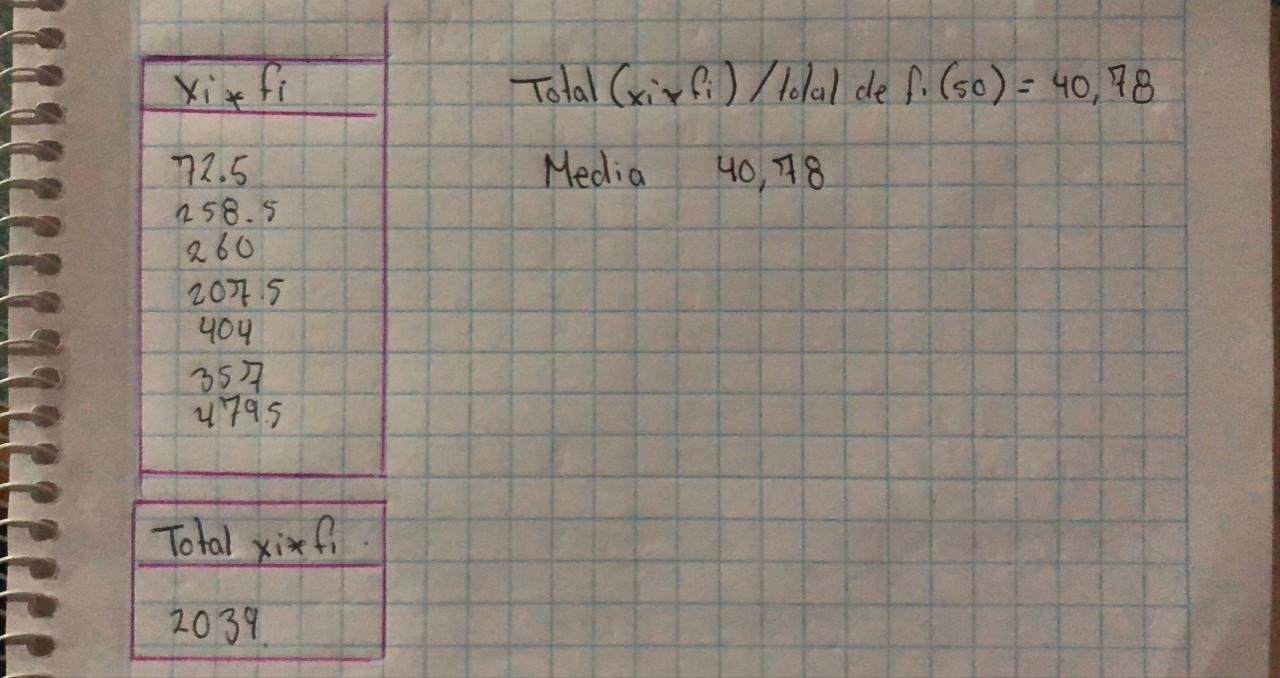 xi * fi
72.5
258.5
260
207.5
404
357
479.5
Total xi*fi
2039
Total (xi*fi) / total de fi (50) = 40,78
Media 40,78